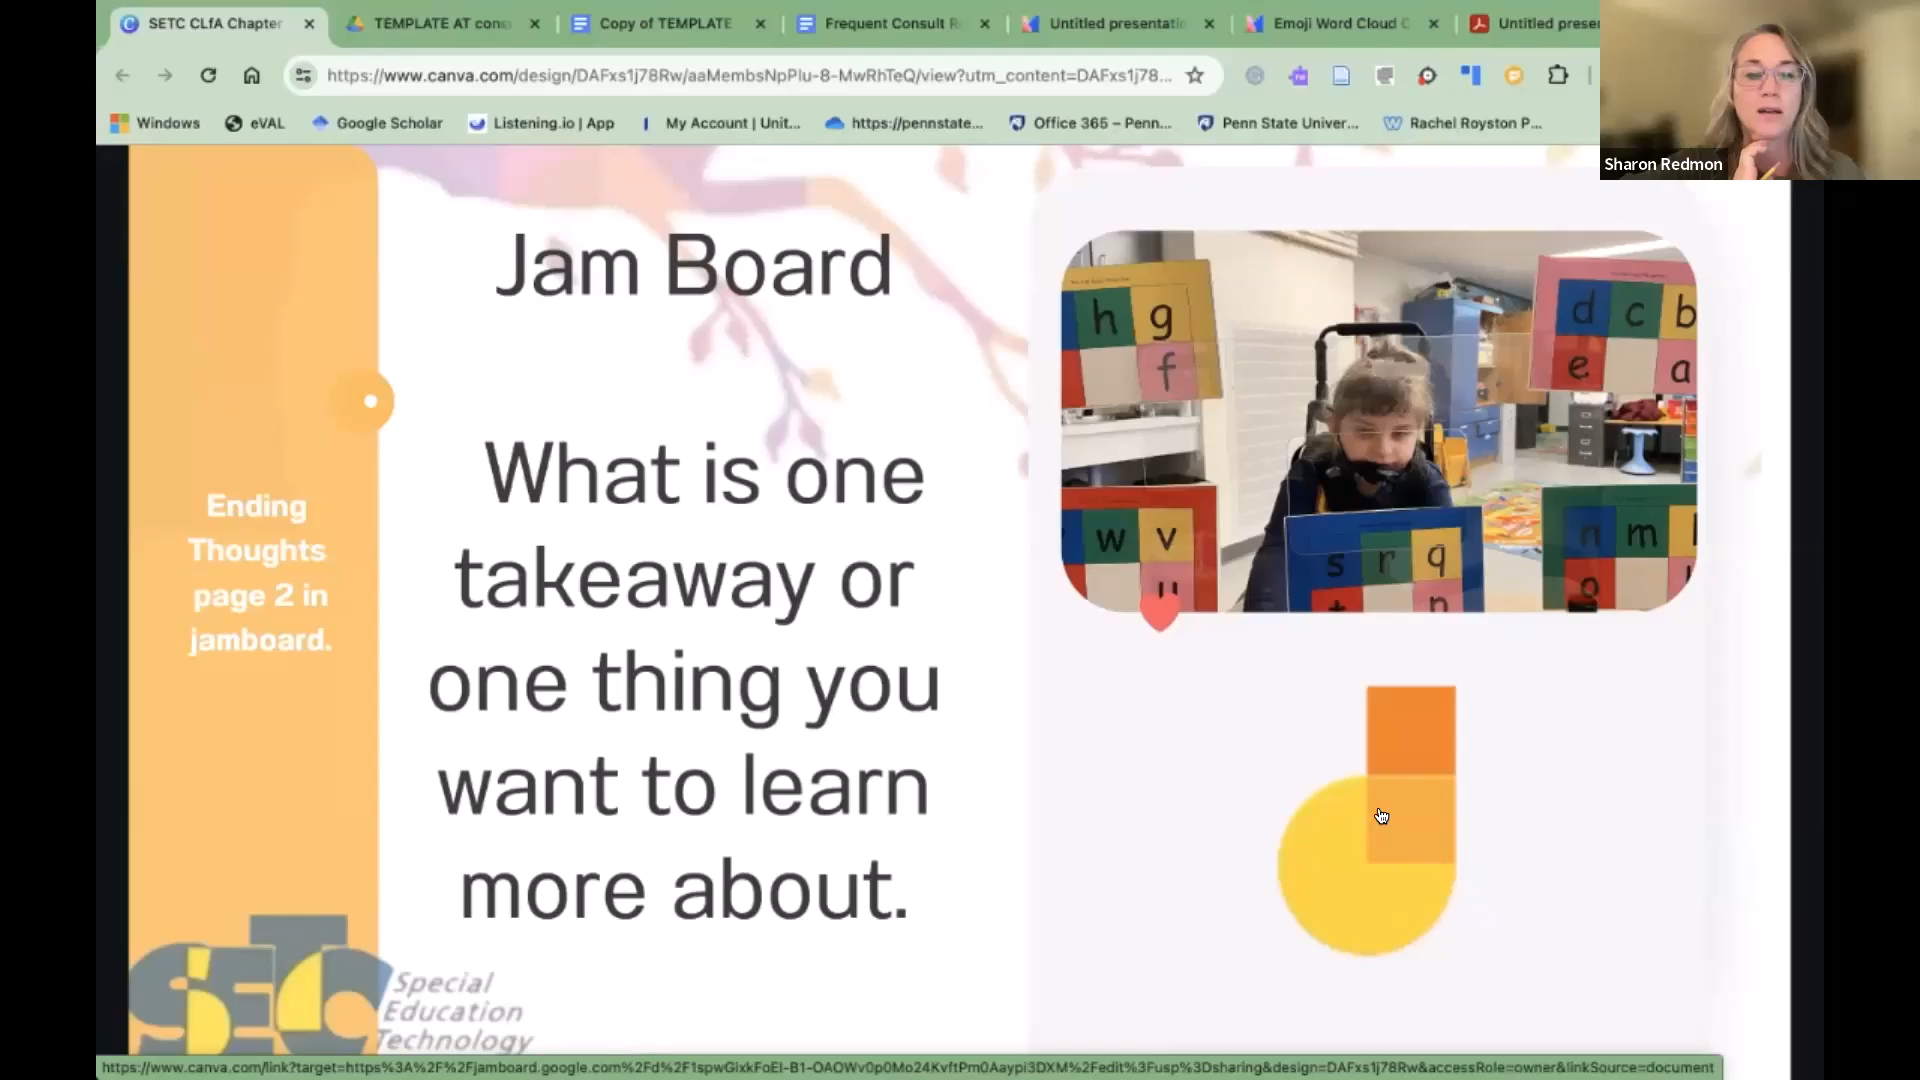 SETC CLfA Chapter
TEMPLATE AT cons
Copy of TEMPLATE
Frequent Consult R
Untitled presentatio
Emoji Word Cloud C
Untitled prese
https://www.canva.com/design/DAFxs1j78Rw/aaMembsNpPlu-8-MwRhTeQ/view?utm_content=DAFxs1j78...
Windows
eVAL
Google Scholar
Listening.io | App
My Account | Unit...
https://pennstate...
Office 365 – Penn...
Penn State Univer...
Rachel Royston P...
Sharon Redmon
Jam Board
What is one
takeaway or
one thing you
want to learn
more about.
Ending
Thoughts
page 2 in
jamboard.
h g
f
d c b
e a
w v
u
s r q
t p
n m l
o
SETC
Special
Education
Technology
https://www.canva.com/link?target=https%3A%2F%2Fjamboard.google.com%2Fd%2F1spwGixkFoEI-B1-OAOWv0p0Mo24KvftPm0Aaypi3DXM%2Fedit%3Fusp%3Dsharing&design=DAFxs1j78Rw&accessRole=owner&linkSource=document